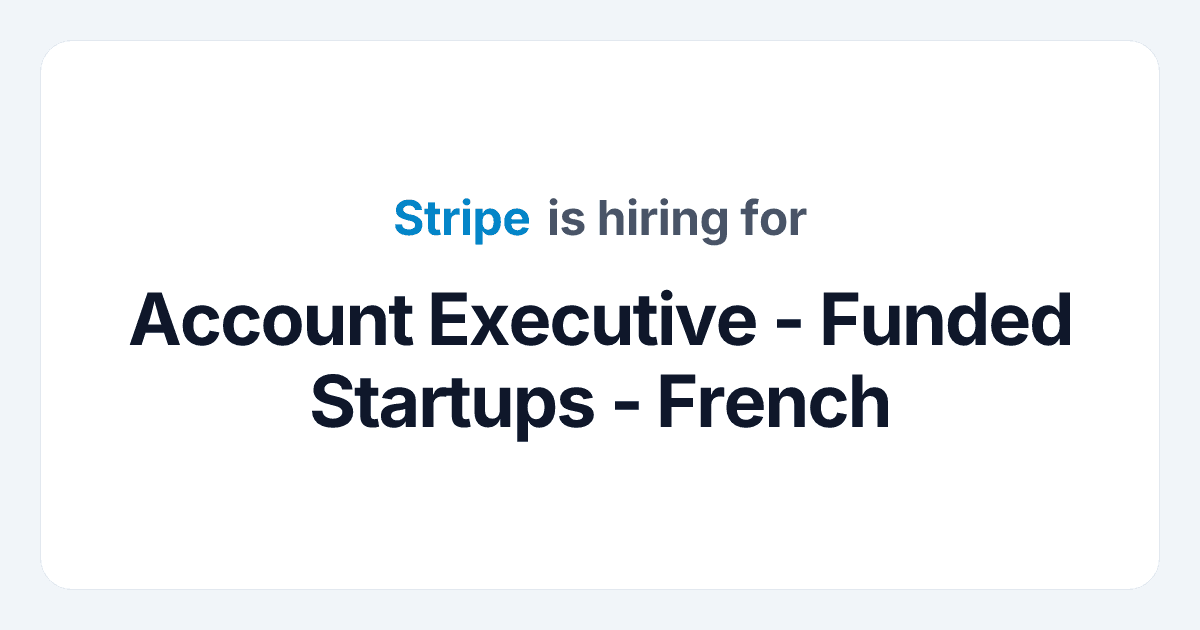 Stripe is hiring for
Account Executive - Funded
Startups - French